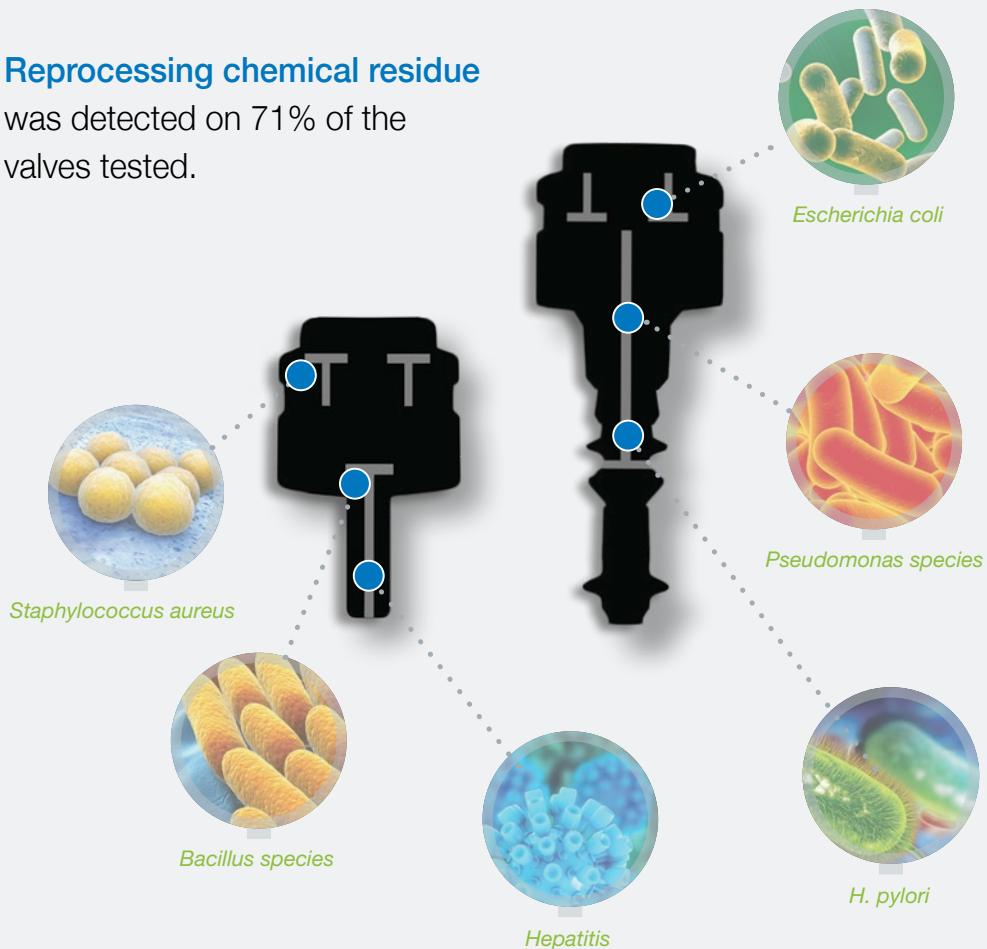 Reprocessing chemical residue
was detected on 71% of the
valves tested.
Escherichia coli
Pseudomonas species
Staphylococcus aureus
Bacillus species
H. pylori
Hepatitis